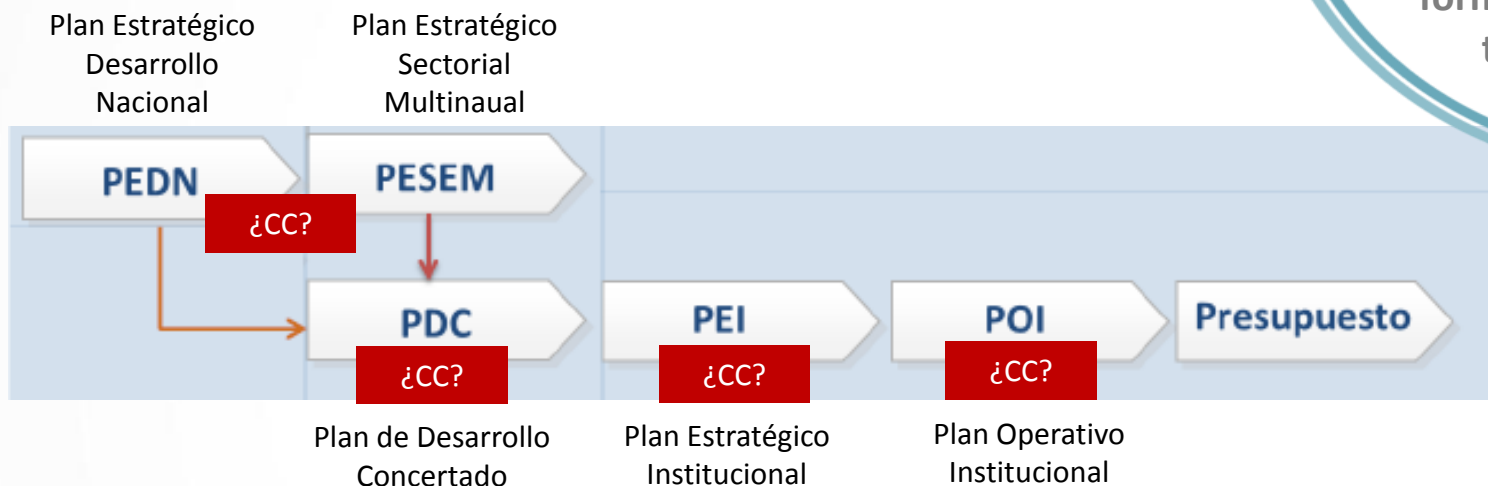 Plan Estratégico
Desarrollo
Nacional
Plan Estratégico
Sectorial
Multinaual
PEDN
PESEM
¿CC?
PDC
PEI
POI
Presupuesto
¿CC?
¿CC?
¿CC?
Plan de Desarrollo
Concertado
Plan Estratégico
Institucional
Plan Operativo
Institucional